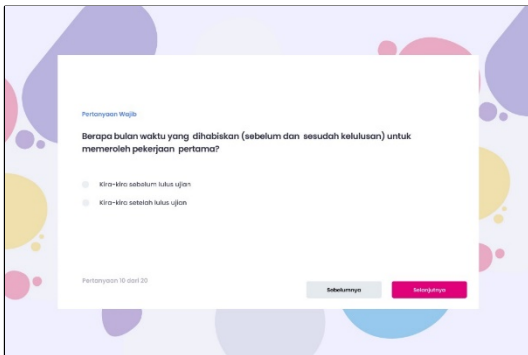 Pertanyaan Wajib
Berapa bulan waktu yang dihabiskan (sebelum dan sesudah kelulusan) untuk
memeroleh pekerjaan pertama?
Kira-kira sebelum lulus ujian
Kira-kira setelah lulus ujian
Pertanyaan 10 dari 20
Sebelumnya
Selanjutnya